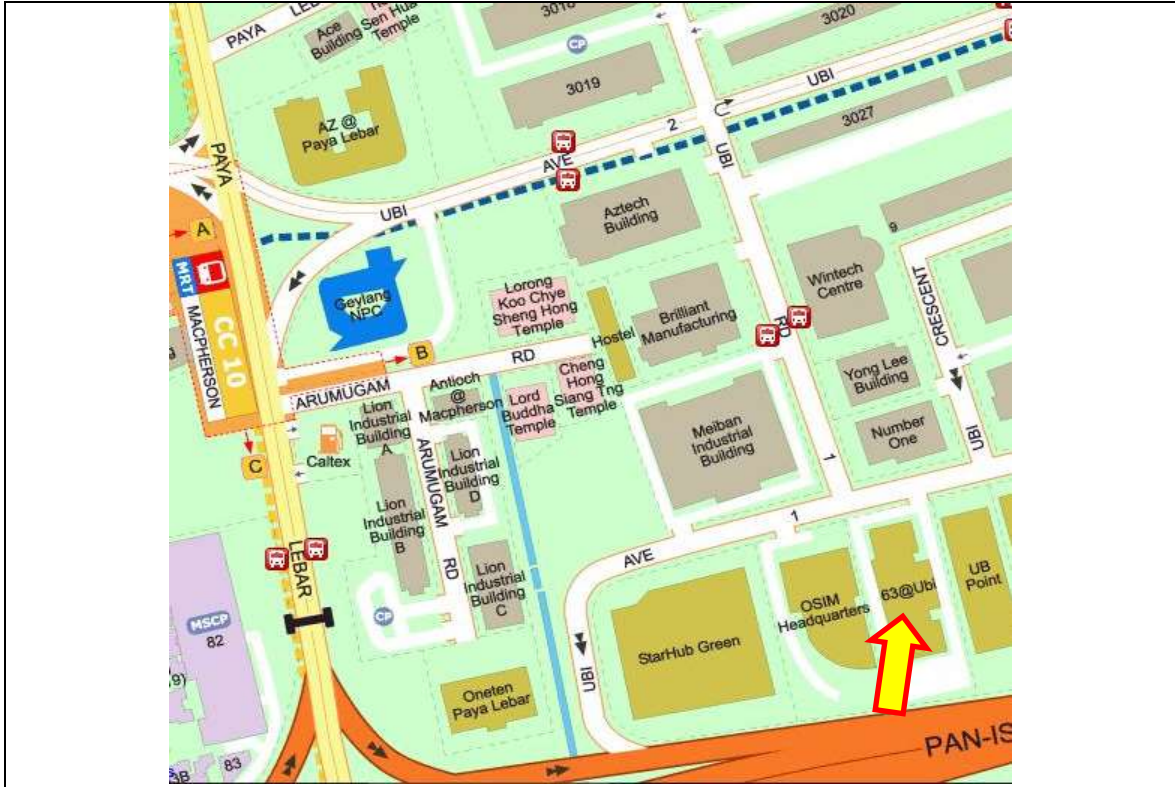 PAYA
LEB
Ace
Building
Sen Hua
Temple
3018
CP
3020
3019
UBI
3027
AZ @
Paya Lebar
2
AVE
UBI
UBI
PAYA
A
MRT
MACPHERSON
CC 10
Geylang
NPC
Aztech
Building
9
Wintech
Centre
CRESCENT
Lorong
Koo Chye
Sheng Hong
Temple
Hostel
Brilliant
Manufacturing
RD
B
RD
ARUMUGAM
Antioch
@
Macpherson
Lord
Buddha
Temple
Cheng
Hong
Siang Tng
Temple
Yong Lee
Building
Number
One
UBI
Lion
Industrial
Building
A
Caltex
C
ARUMUGAM
Lion
Industrial
Building
D
Meiban
Industrial
Building
1
Lion
Industrial
Building
B
RD
Lion
Industrial
Building
C
AVE
1
LEBAR
CP
MSCP
82
OSIM
Headquarters
63@Ubi
UB
Point
StarHub Green
UBI
Oneten
Paya Lebar
PAN-IS
9)
3B
83